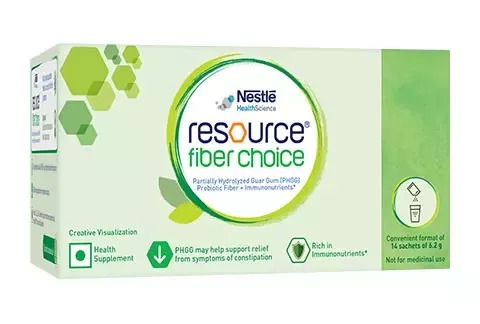 Nestlé
HealthScience
resource®
fiber choice
Partially Hydrolyzed Guar Gum (PHGG)
Prebiotic Fiber + Immunonutrients*
Creative Visualization
Health
Supplement
PHGG may help support relief
from symptoms of constipation
Rich in
Immunonutrients*
Convenient format of
14 sachets of 6.2 g
Not for medicinal use